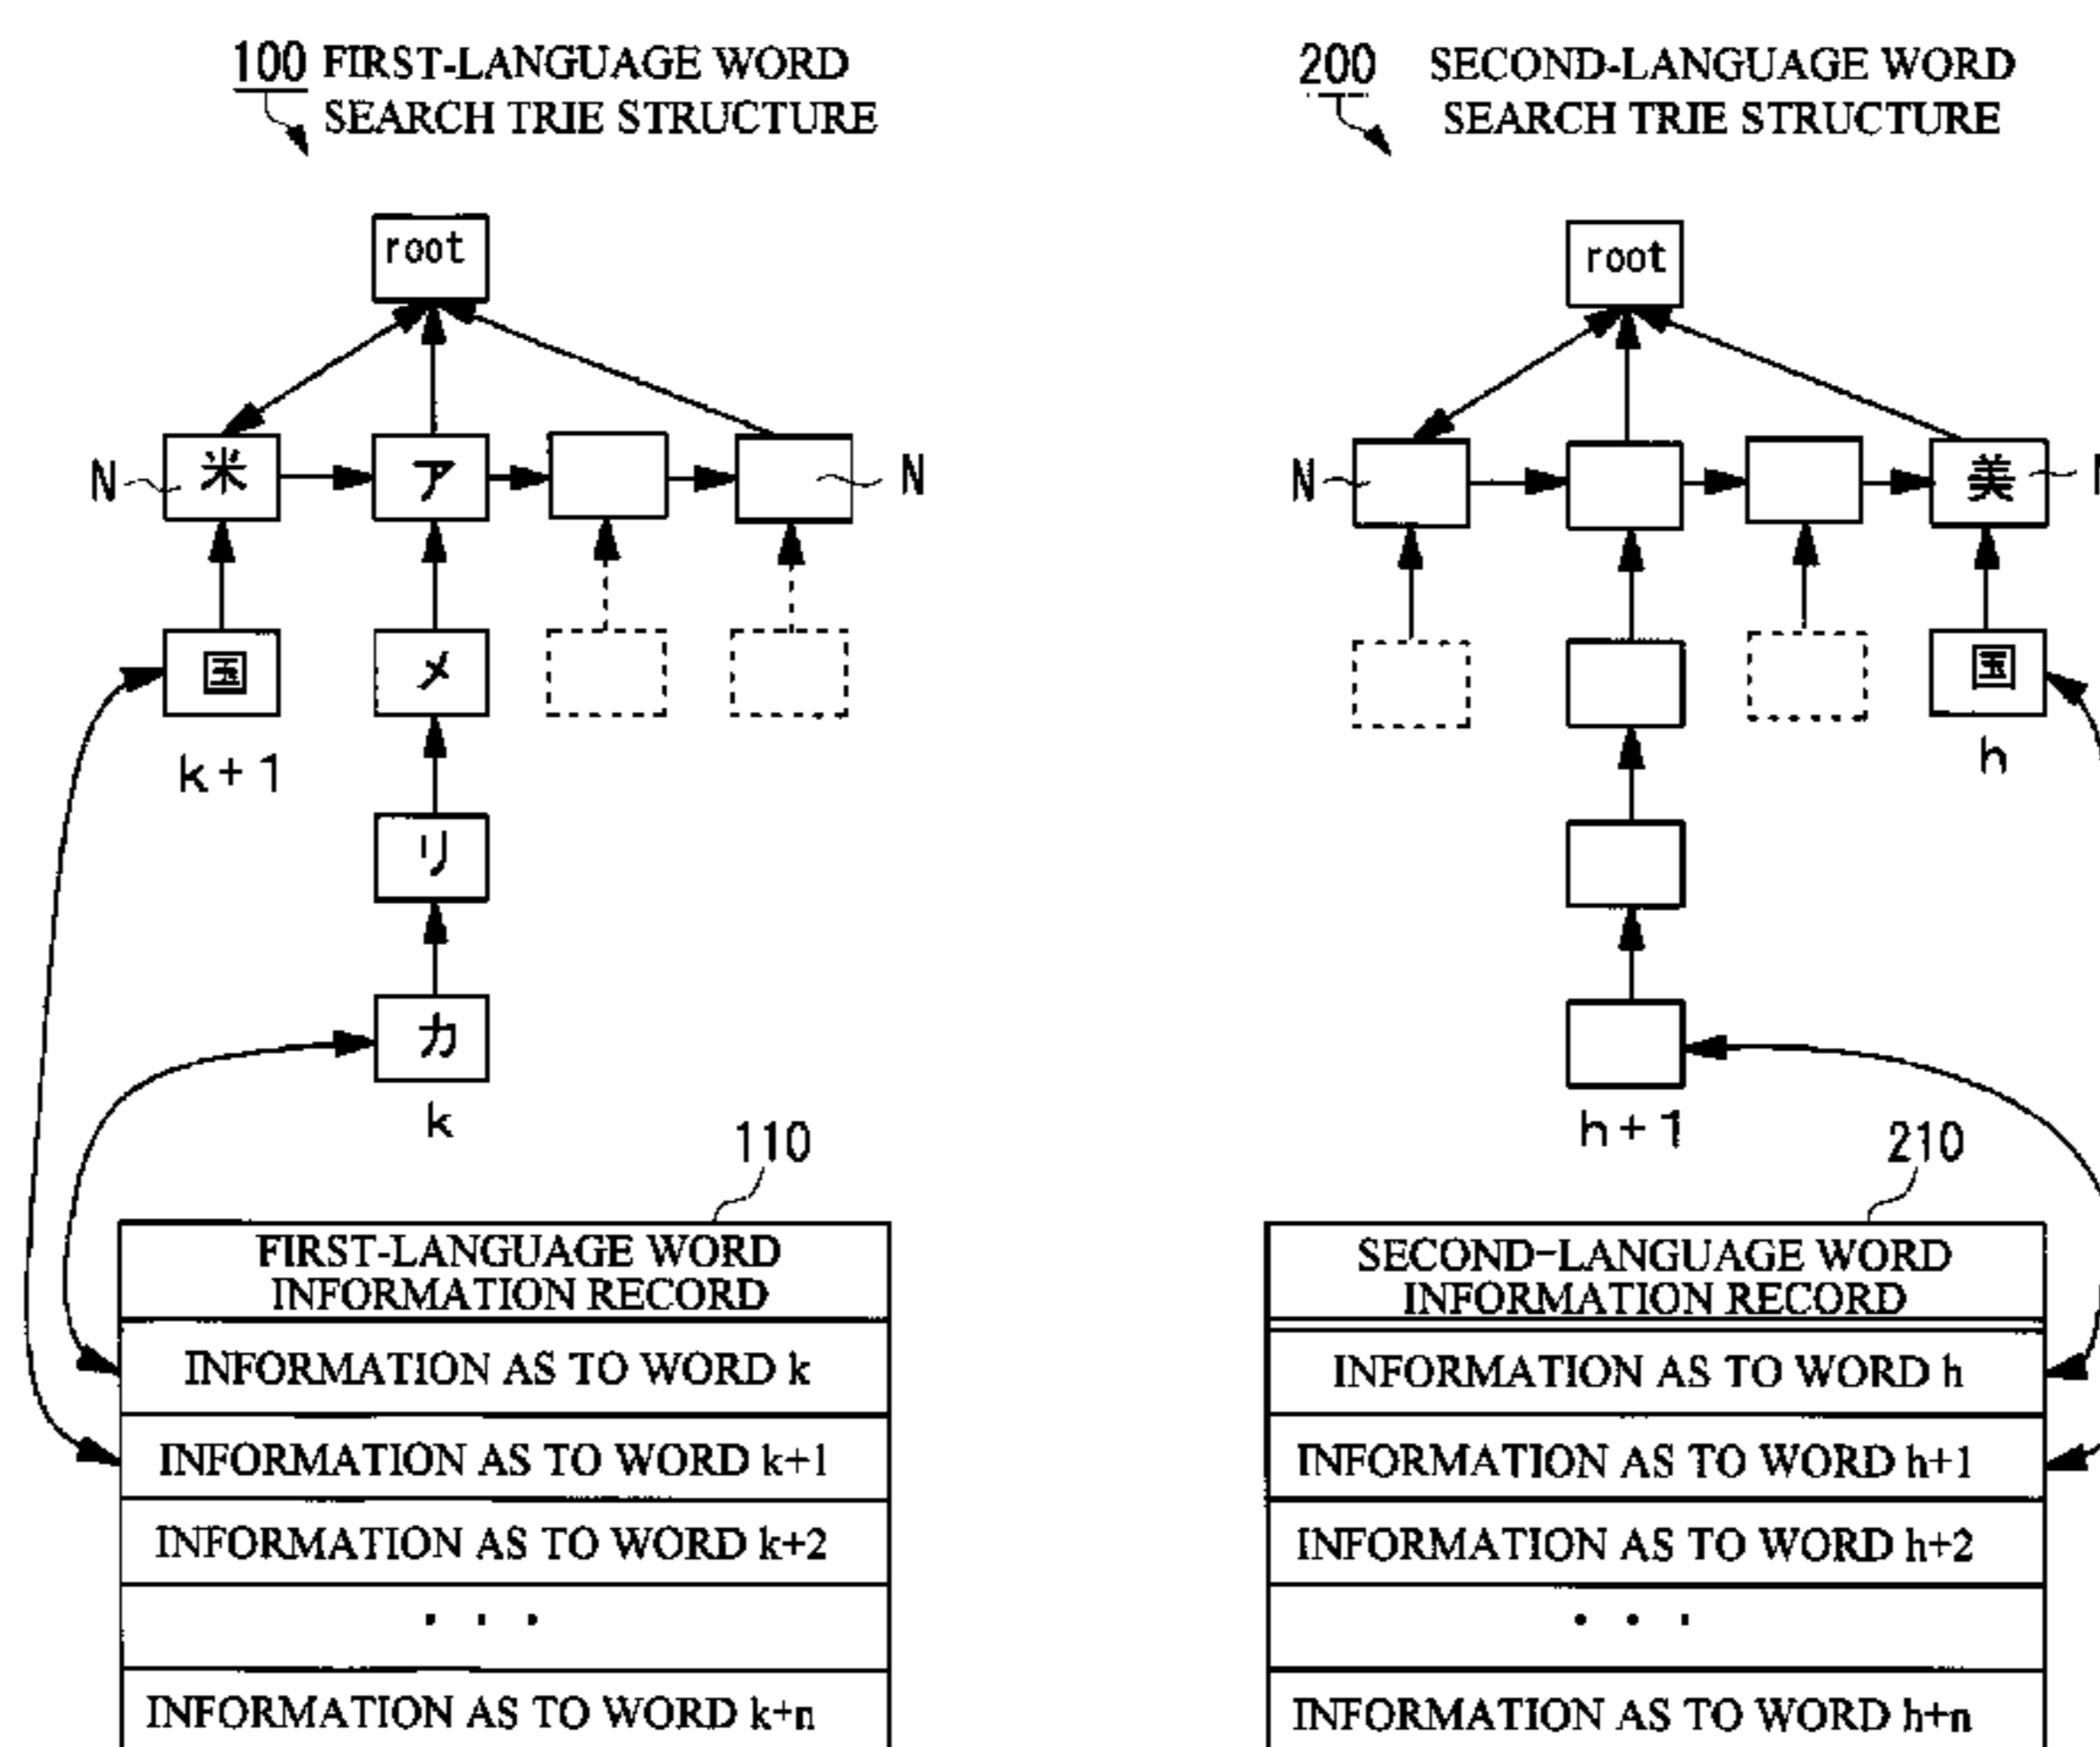 100 FIRST-LANGUAGE WORD
SEARCH TRIE STRUCTURE
root
N 米 ア N
国 メ
k+1
リ
カ
k
110
FIRST-LANGUAGE WORD
INFORMATION RECORD
INFORMATION AS TO WORD k
INFORMATION AS TO WORD k+1
INFORMATION AS TO WORD k+2
· · ·
INFORMATION AS TO WORD k+n
200 SECOND-LANGUAGE WORD
SEARCH TRIE STRUCTURE
root
N 美
国
h
h+1
210
SECOND-LANGUAGE WORD
INFORMATION RECORD
INFORMATION AS TO WORD h
INFORMATION AS TO WORD h+1
INFORMATION AS TO WORD h+2
· · ·
INFORMATION AS TO WORD h+n